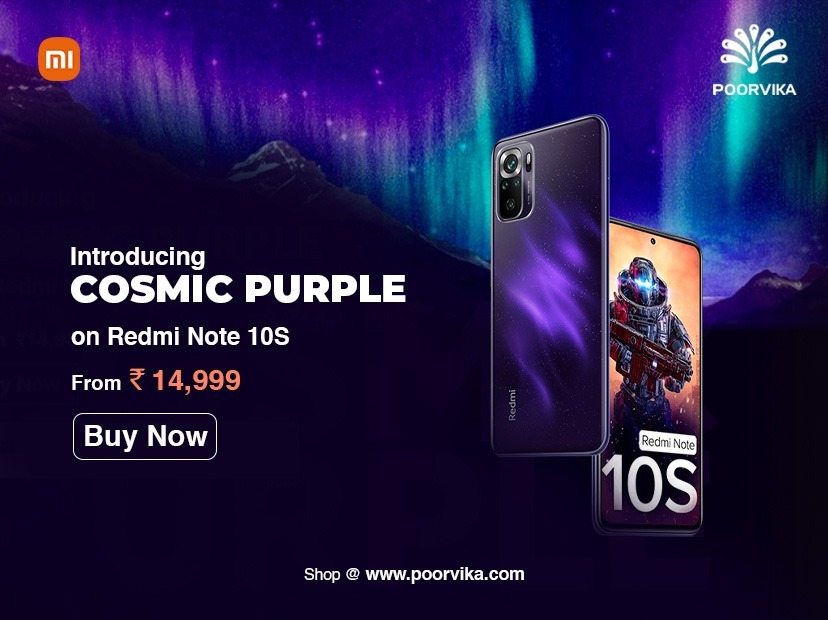 mi
POORVIKA
Introducing
COSMIC PURPLE
on Redmi Note 10S
From ₹ 14,999
Buy Now
Redmi
Redmi Note
10S
Shop @ www.poorvika.com